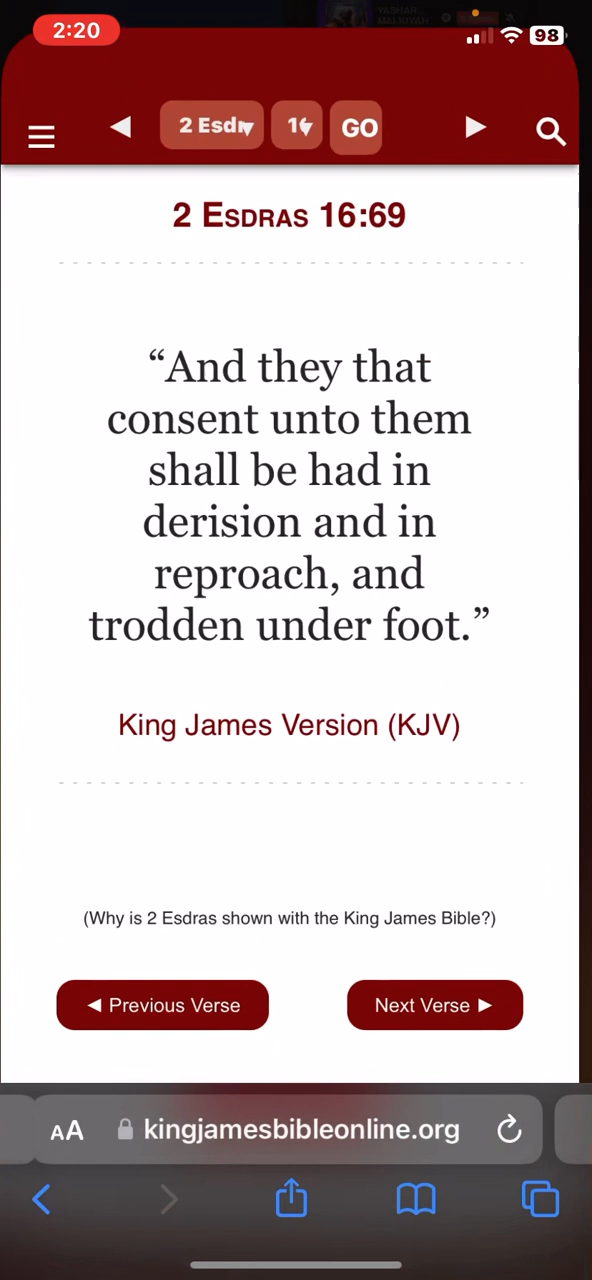 2:20
98
2 Esdr
GO
2 ESDRAS 16:69
“And they that
consent unto them
shall be had in
derision and in
reproach, and
trodden under foot.”
King James Version (KJV)
(Why is 2 Esdras shown with the King James Bible?)
◄ Previous Verse
Next Verse ►
AA
kingjamesbibleonline.org